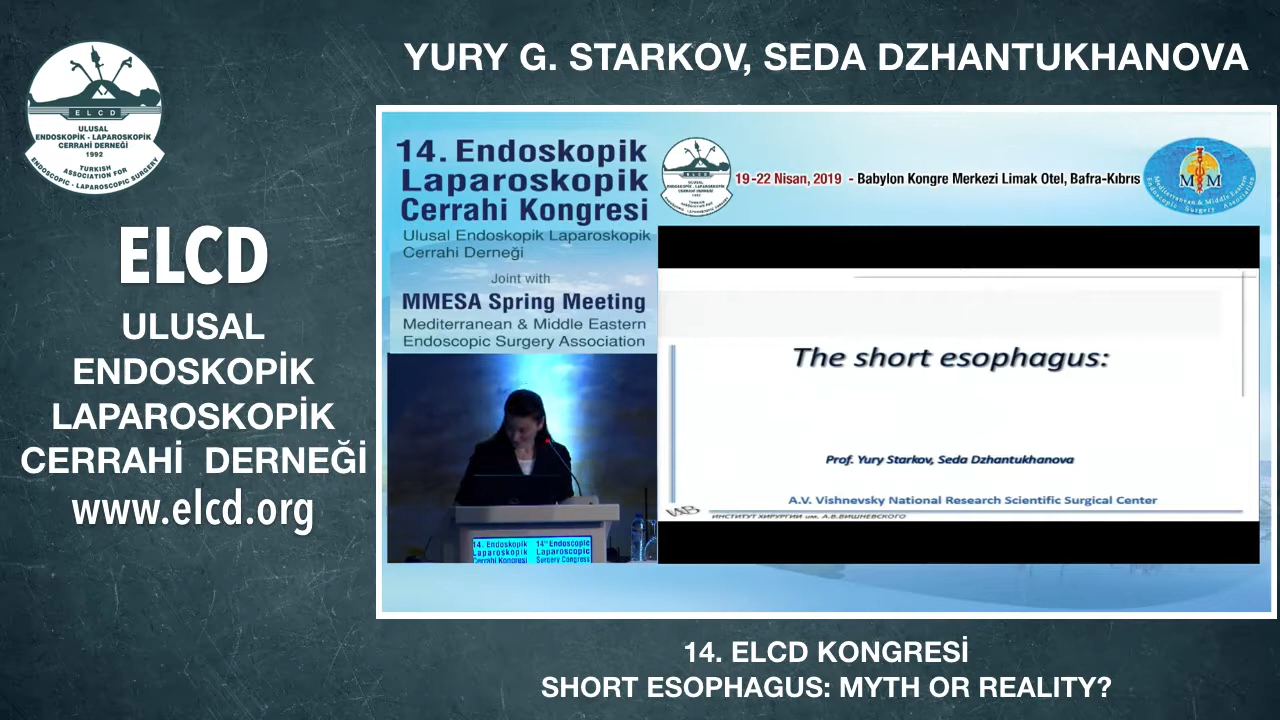 YURY G. STARKOV, SEDA DZHANTUKHANOVA
ELCD
ULUSAL
ENDOSKOPİK - LAPAROSKOPİK
CERRAHİ DERNEĞİ
1992
TURKISH
ASSOCIATION FOR
ENDOSCOPIC - LAPAROSCOPIC SURGERY
ELCD
ULUSAL
ENDOSKOPİK
LAPAROSKOPİK
CERRAHİ DERNEĞİ
www.elcd.org
14. Endoskopik
Laparoskopik
Cerrahi Kongresi
Ulusal Endoskopik Laparoskopik
Cerrahi Derneği
Joint with
MMESA Spring Meeting
Mediterranean & Middle Eastern
Endoscopic Surgery Association
19-22 Nisan, 2019 - Babylon Kongre Merkezi Limak Otel, Bafra-Kıbrıs
Mediterranean & Middle Eastern
Endoscopic Surgery Association
The short esophagus:
Prof. Yury Starkov, Seda Dzhantukhanova
A.V. Vishnevsky National Research Scientific Surgical Center
ИНСТИТУТ ХИРУРГИИ им. А.В.ВИШНЕВСКОГО
14. Endoskopik
Laparoskopik
Cerrahi Kongresi
14th Endoscopic
Laparoscopic
Surgery Congress
14. ELCD KONGRESİ
SHORT ESOPHAGUS: MYTH OR REALITY?